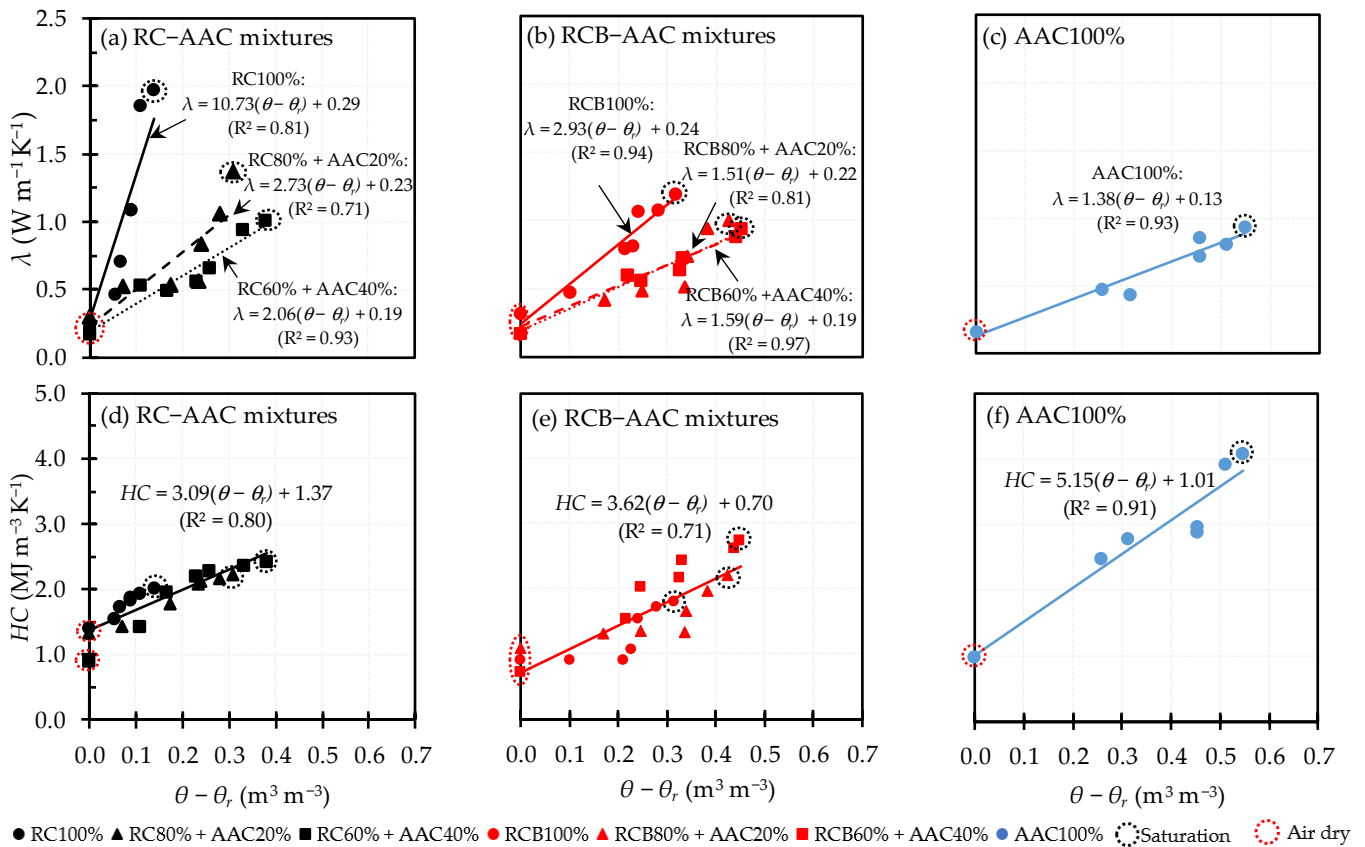 (a) RC−AAC mixtures
RC100%:
λ = 10.73(θ − θr) + 0.29
(R² = 0.81)
RC80% + AAC20%:
λ = 2.73(θ − θr) + 0.23
(R² = 0.71)
RC60% + AAC40%:
λ = 2.06(θ − θr) + 0.19
(R² = 0.93)
λ (W m⁻¹K⁻¹)
2.5
2.0
1.5
1.0
0.5
0.0
(b) RCB−AAC mixtures
RCB100%:
λ = 2.93(θ − θr) + 0.24
(R² = 0.94)
RCB80% + AAC20%:
λ = 1.51(θ − θr) + 0.22
(R² = 0.81)
RCB60% +AAC40%:
λ = 1.59(θ − θr) + 0.19
(R² = 0.97)
(c) AAC100%
AAC100%:
λ = 1.38(θ − θr) + 0.13
(R² = 0.93)
(d) RC−AAC mixtures
HC = 3.09(θ − θr) + 1.37
(R² = 0.80)
HC (MJ m⁻³ K⁻¹)
5.0
4.0
3.0
2.0
1.0
0.0
0.0 0.1 0.2 0.3 0.4 0.5 0.6 0.7
θ − θr (m³ m⁻³)
(e) RCB−AAC mixtures
HC = 3.62(θ − θr) + 0.70
(R² = 0.71)
0.0 0.1 0.2 0.3 0.4 0.5 0.6 0.7
θ − θr (m³ m⁻³)
(f) AAC100%
HC = 5.15(θ − θr) + 1.01
(R² = 0.91)
0.0 0.1 0.2 0.3 0.4 0.5 0.6 0.7
θ − θr (m³ m⁻³)
RC100% RC80% + AAC20% RC60% + AAC40% RCB100% RCB80% + AAC20% RCB60% + AAC40% AAC100% Saturation Air dry